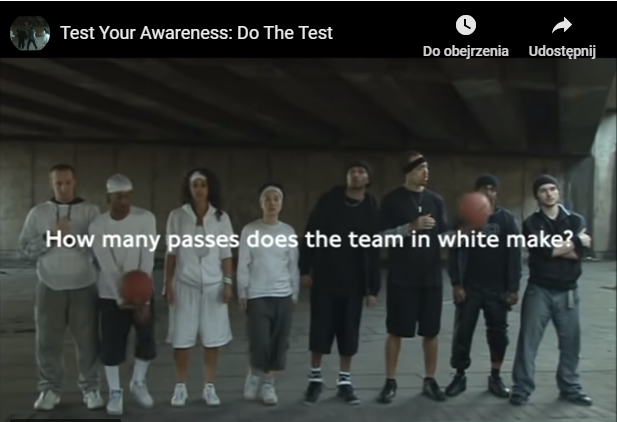 Test Your Awareness: Do The Test
Do obejrzenia
Udostępnij
How many passes does the team in white make?